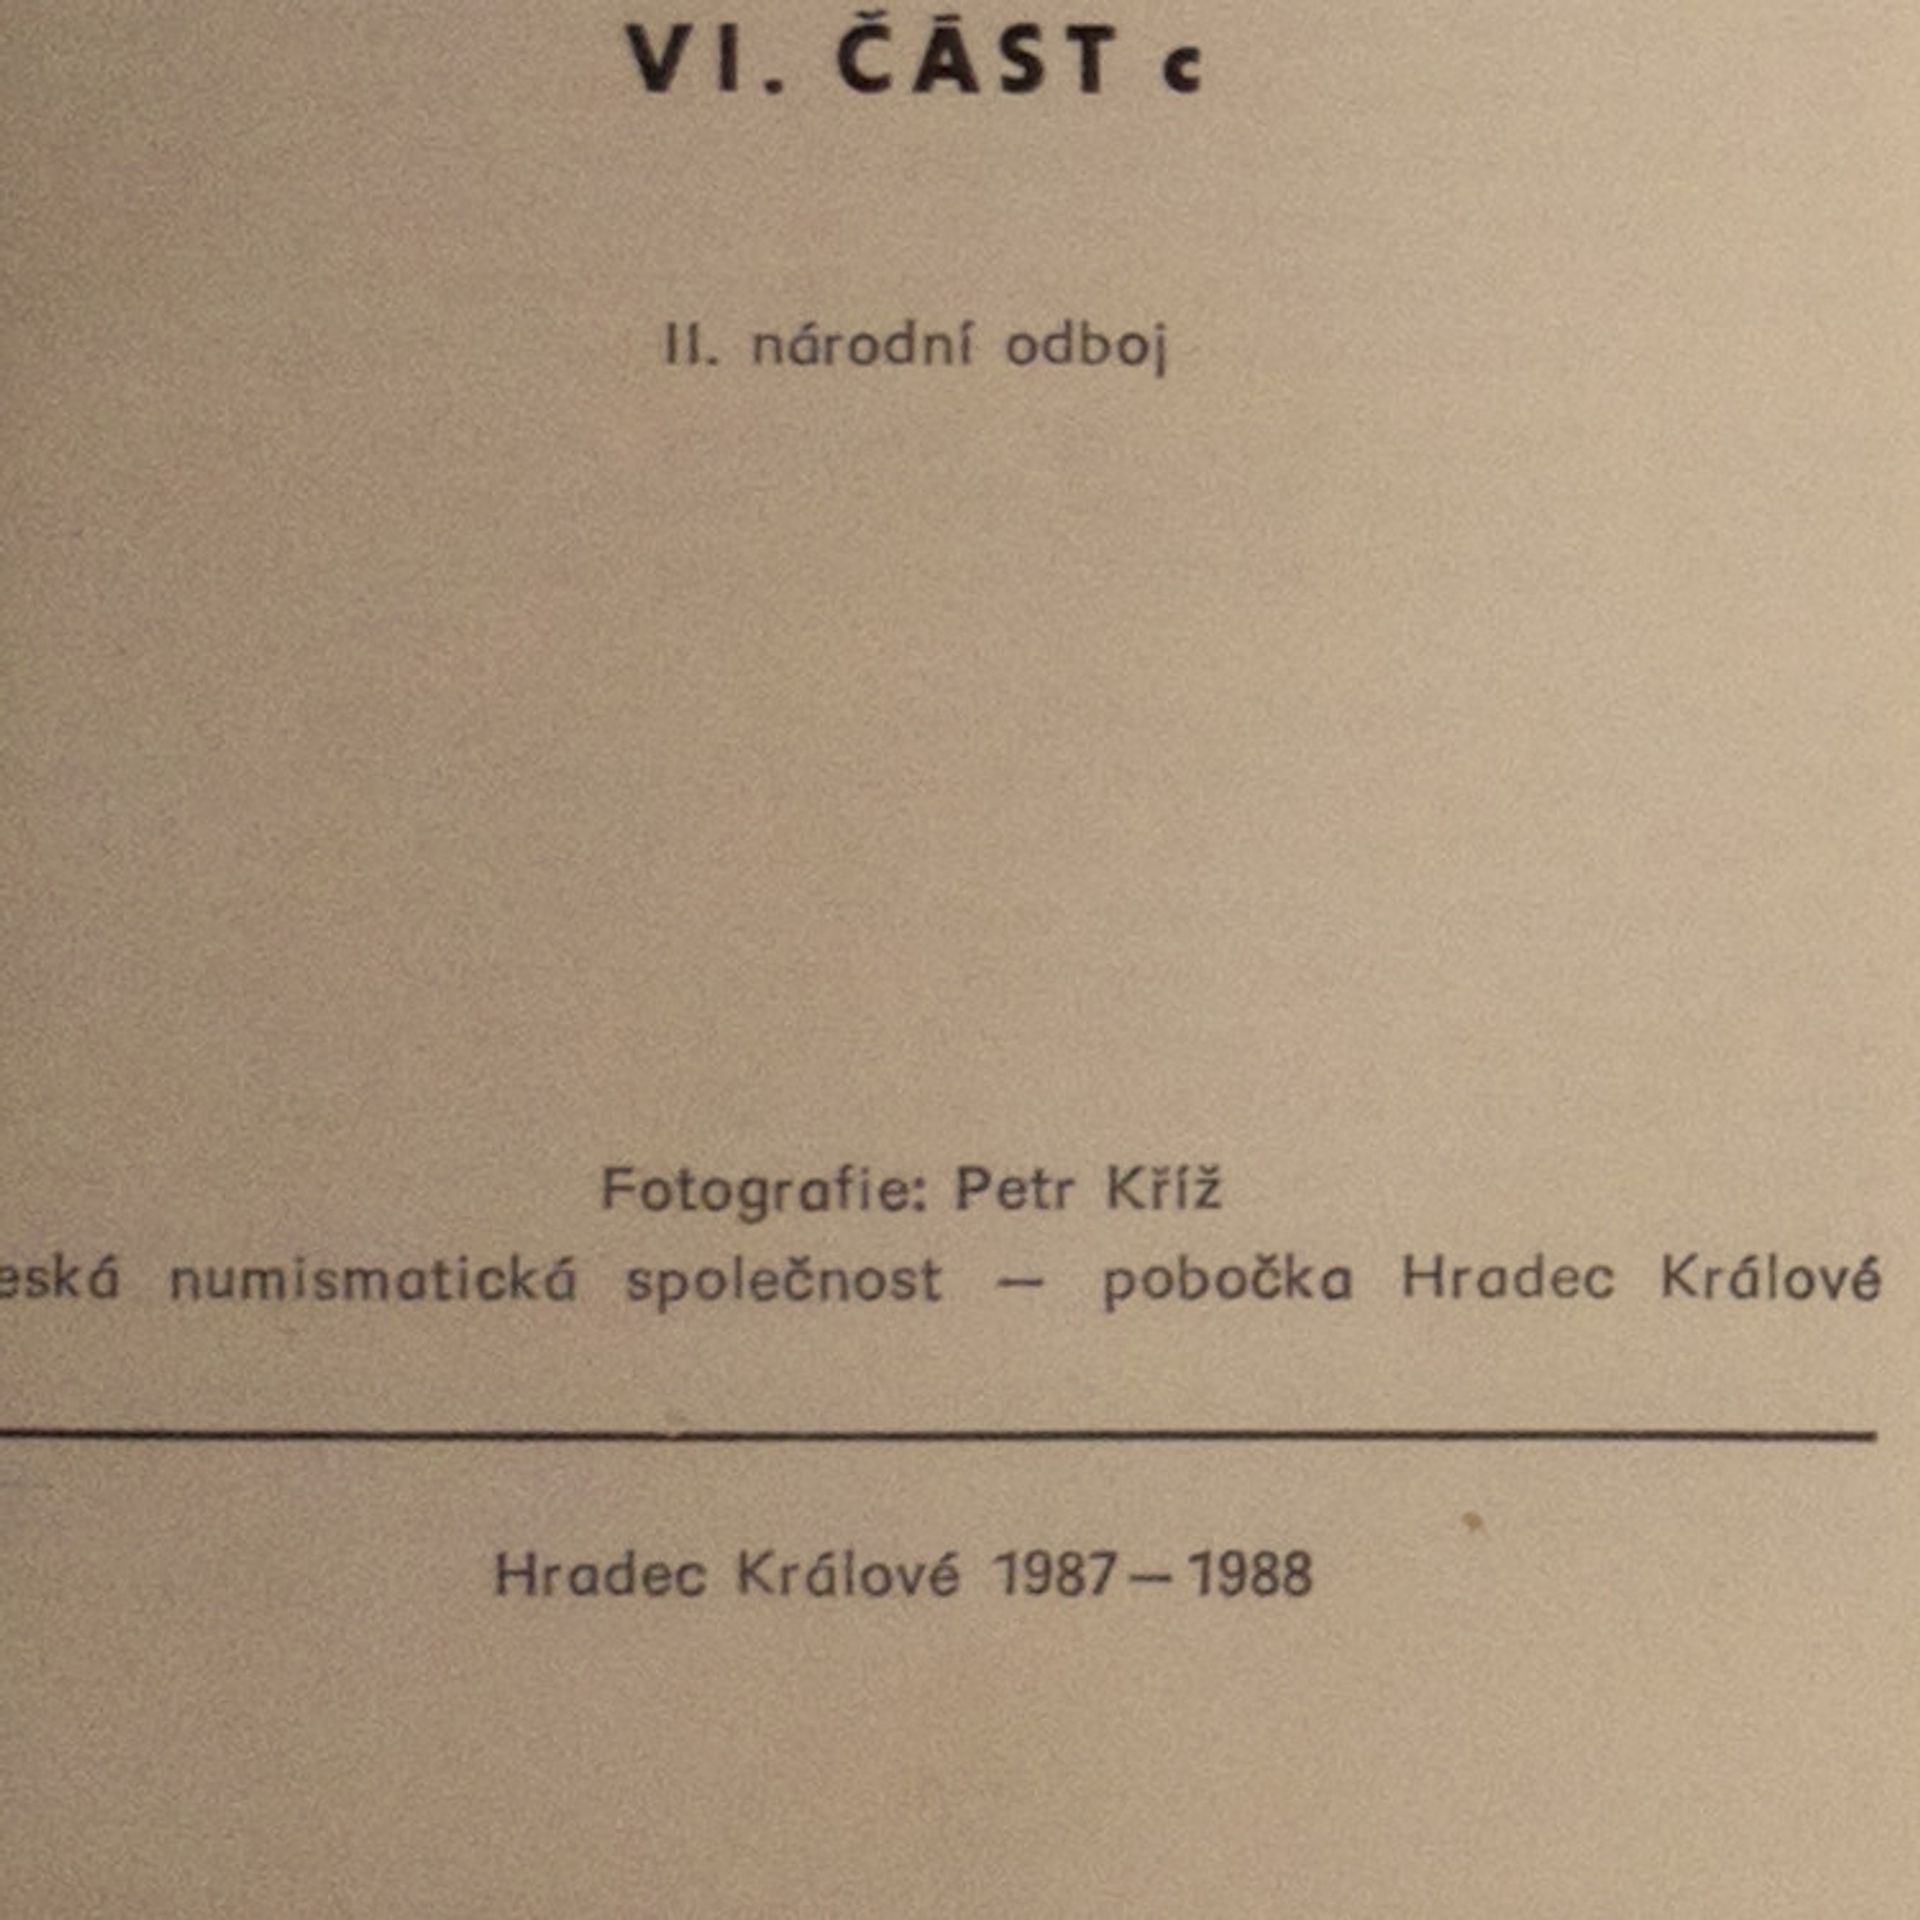 VI. ČÁST c
II. národní odboj
Fotografie: Petr Kříž
eská numismatická společnost — pobočka Hradec Králové
Hradec Králové 1987—1988